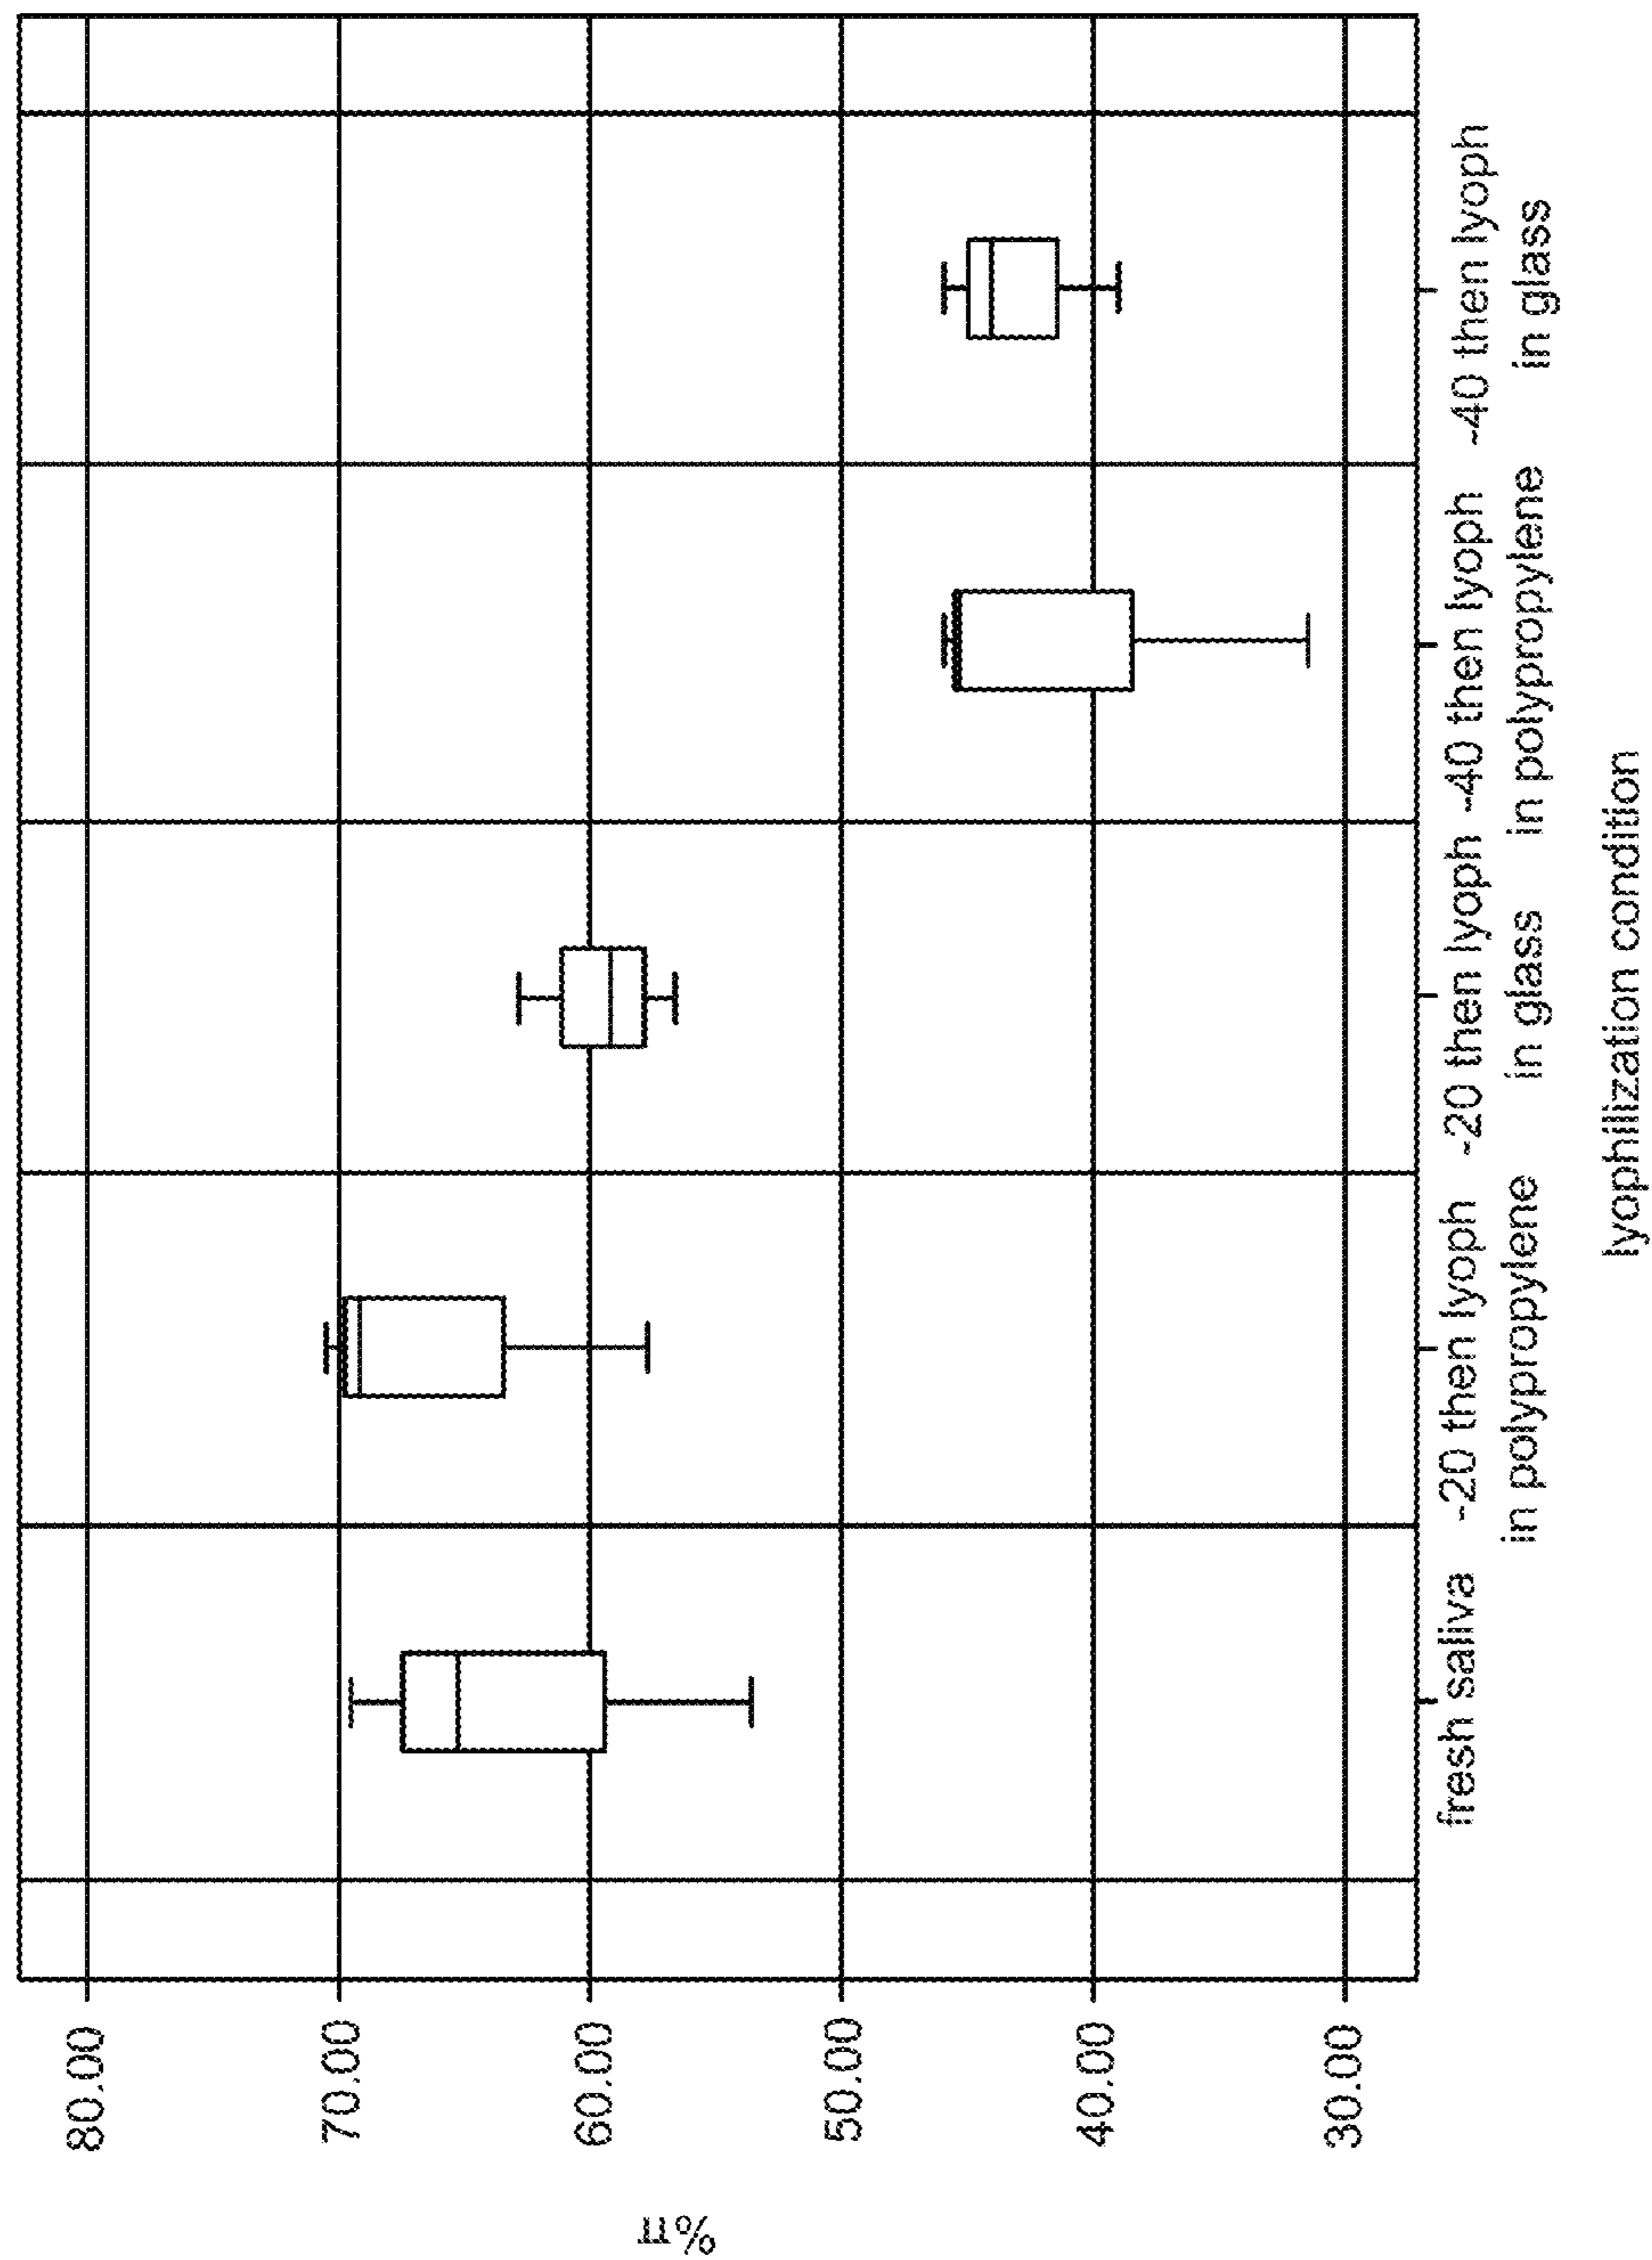 %π
80.00
70.00
60.00
50.00
40.00
30.00
fresh saliva
-20 then lyoph
in polypropylene
-20 then lyoph
in glass
-40 then lyoph
in polypropylene
-40 then lyoph
in glass
lyophilization condition